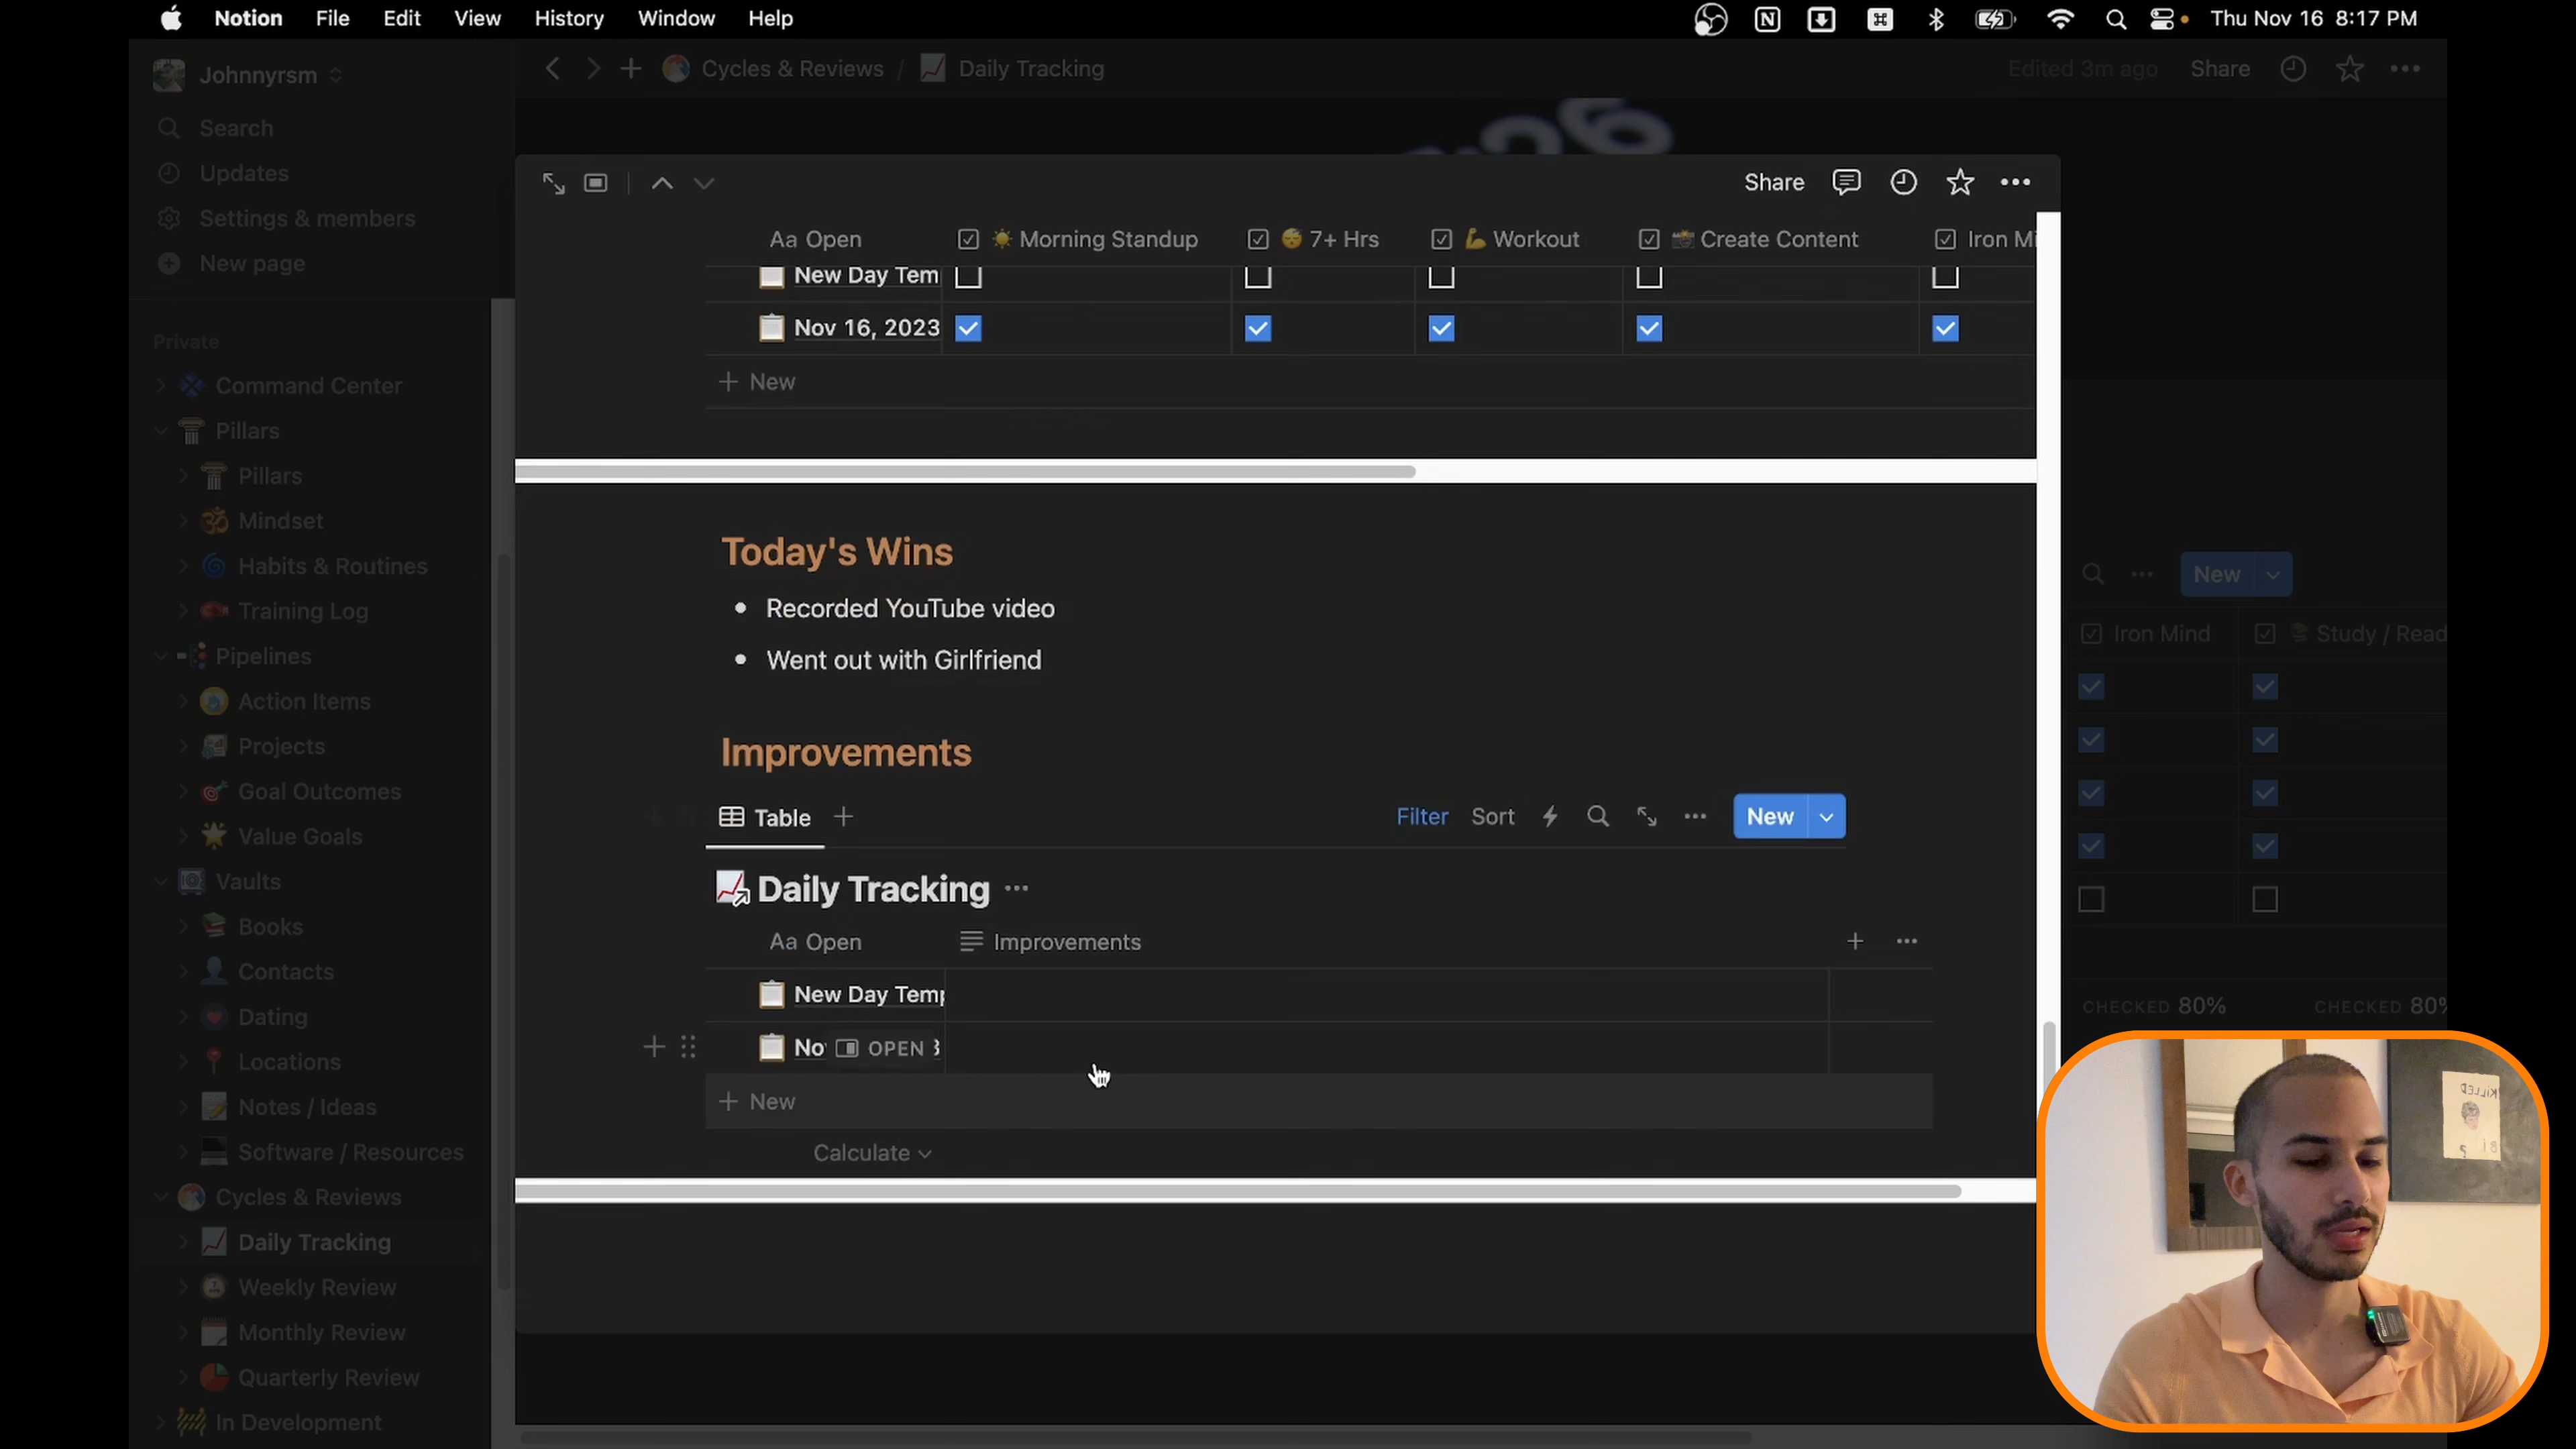 Notion File Edit View History Window Help Thu Nov 16 8:17 PM
Johnnyrsm
Search
Updates
Settings & members
New page
Private
Command Center
Pillars
Pillars
Mindset
Habits & Routines
Training Log
Pipelines
Action Items
Projects
Goal Outcomes
Value Goals
Vaults
Books
Contacts
Dating
Locations
Notes / Ideas
Software / Resources
Cycles & Reviews
Daily Tracking
Weekly Review
Monthly Review
Quarterly Review
In Development
Cycles & Reviews / Daily Tracking Edited 3m ago Share
Share
Aa Open Morning Standup 7+ Hrs Workout Create Content Iron Mi
New Day Tem
Nov 16, 2023
+ New
Today's Wins
• Recorded YouTube video
• Went out with Girlfriend
Improvements
Table + Filter Sort New
Daily Tracking
Aa Open Improvements
New Day Temp
No OPEN 3
+ New
Calculate
New
Iron Mind Study / Read
CHECKED 80% CHECKED 80%
KILLED